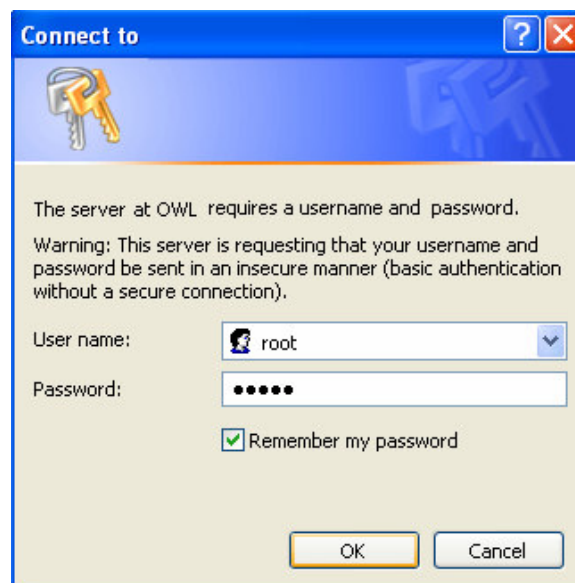 Connect to
The server at OWL requires a username and password.
Warning: This server is requesting that your username and
password be sent in an insecure manner (basic authentication
without a secure connection).
User name:
root
Password:
•••••
Remember my password
OK
Cancel